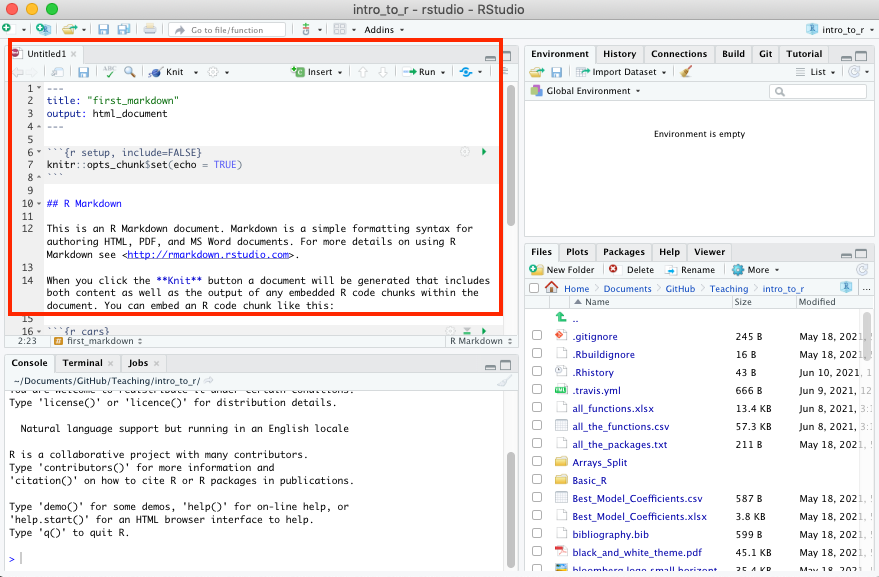 intro_to_r - rstudio - RStudio
Go to file/function
Addins
intro_to_r
Untitled1
Knit
Insert
Run
1 ---
2 title: "first_markdown"
3 output: html_document
4 ---
5
6 ```{r setup, include=FALSE}
7 knitr::opts_chunk$set(echo = TRUE)
8 ```
9
10 ## R Markdown
11
12 This is an R Markdown document. Markdown is a simple formatting syntax for
authoring HTML, PDF, and MS Word documents. For more details on using R
Markdown see <http://rmarkdown.rstudio.com>.
13
14 When you click the **Knit** button a document will be generated that includes
both content as well as the output of any embedded R code chunks within the
document. You can embed an R code chunk like this:
15
16 ```{r cars}
2:23 # first_markdown R Markdown
Console Terminal Jobs
~/Documents/GitHub/Teaching/intro_to_r/
You are welcome to redistribute it under certain conditions.
Type 'license()' or 'licence()' for distribution details.
Natural language support but running in an English locale
R is a collaborative project with many contributors.
Type 'contributors()' for more information and
'citation()' on how to cite R or R packages in publications.
Type 'demo()' for some demos, 'help()' for on-line help, or
'help.start()' for an HTML browser interface to help.
Type 'q()' to quit R.
>
Environment History Connections Build Git Tutorial
Import Dataset List
Global Environment
Environment is empty
Files Plots Packages Help Viewer
New Folder Delete Rename More
Home Documents GitHub Teaching intro_to_r ...
Name Size Modified
..
.gitignore 245 B May 18, 2021,
.Rbuildignore 16 B May 18, 2021,
.Rhistory 43 B Jun 10, 2021,
.travis.yml 666 B Jun 9, 2021,
all_functions.xlsx 13.4 KB Jun 8, 2021, 3:
all_the_functions.csv 57.3 KB Jun 8, 2021, 3:
all_the_packages.txt 211 B May 18, 2021,
Arrays_Split
Basic_R
Best_Model_Coefficients.csv 587 B May 18, 2021,
Best_Model_Coefficients.xlsx 3.8 KB May 18, 2021,
bibliography.bib 599 B May 18, 2021,
black_and_white_theme.pdf 45.1 KB May 18, 2021,
35.4 KB May 18, 2021,